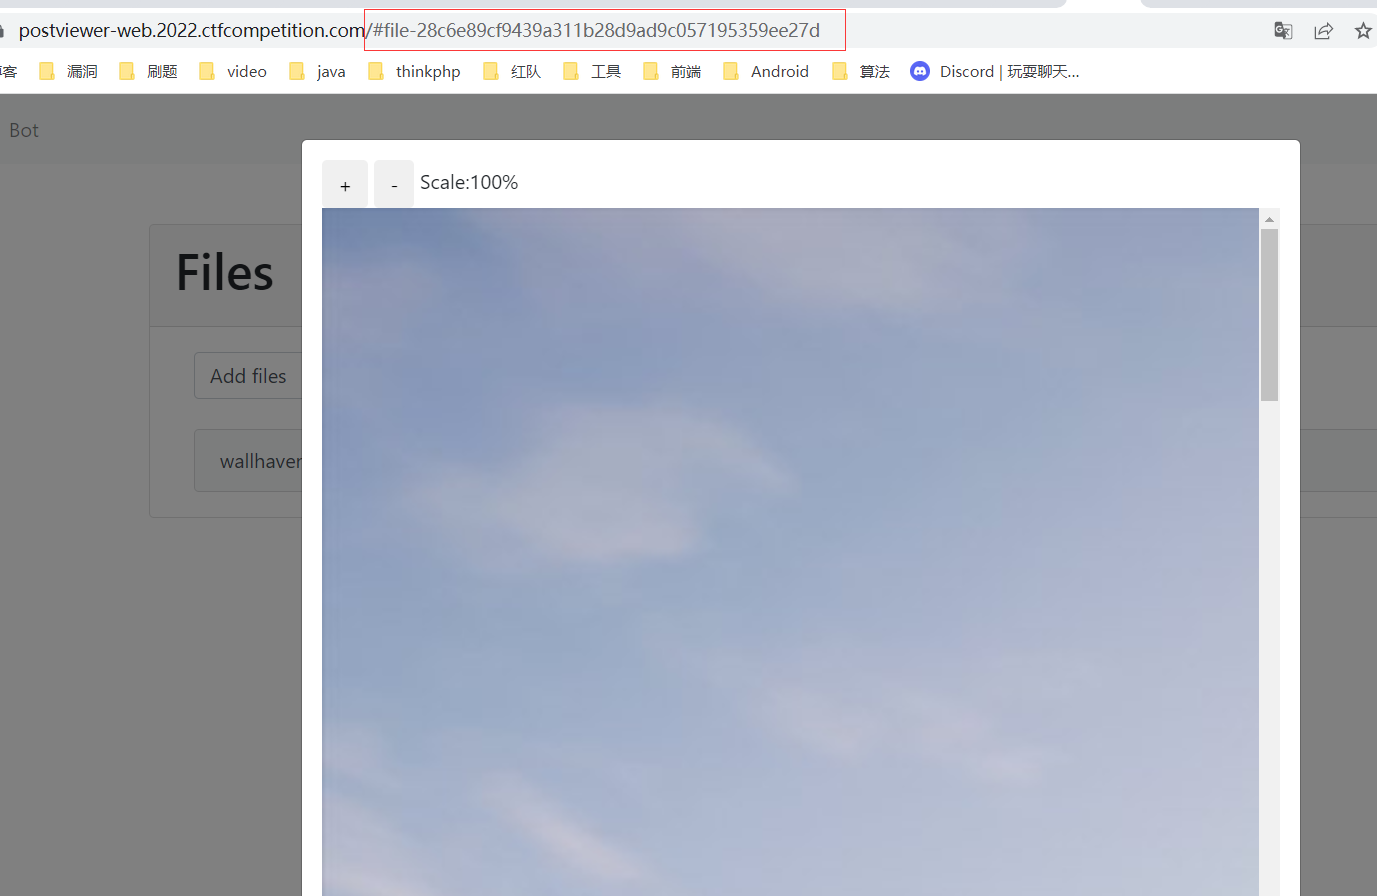 postviewer-web.2022.ctfcompetition.com/#file-28c6e89cf9439a311b28d9ad9c057195359ee27d
客 漏洞 刷题 video java thinkphp 红队 工具 前端 Android 算法 Discord | 玩耍聊天...
Bot
+ - Scale:100%
Files
Add files
wallhaven